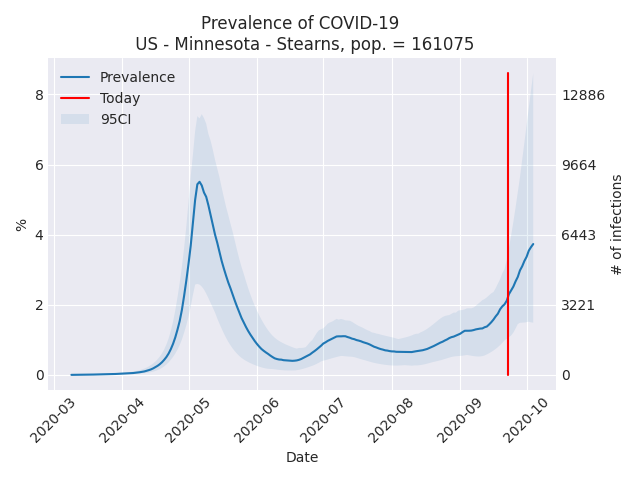 Prevalence of COVID-19
US - Minnesota - Stearns, pop. = 161075
Prevalence
Today
95CI
8
6
4
2
0
%
12886
9664
6443
3221
0
# of infections
2020-03
2020-04
2020-05
2020-06
2020-07
2020-08
2020-09
2020-10
Date